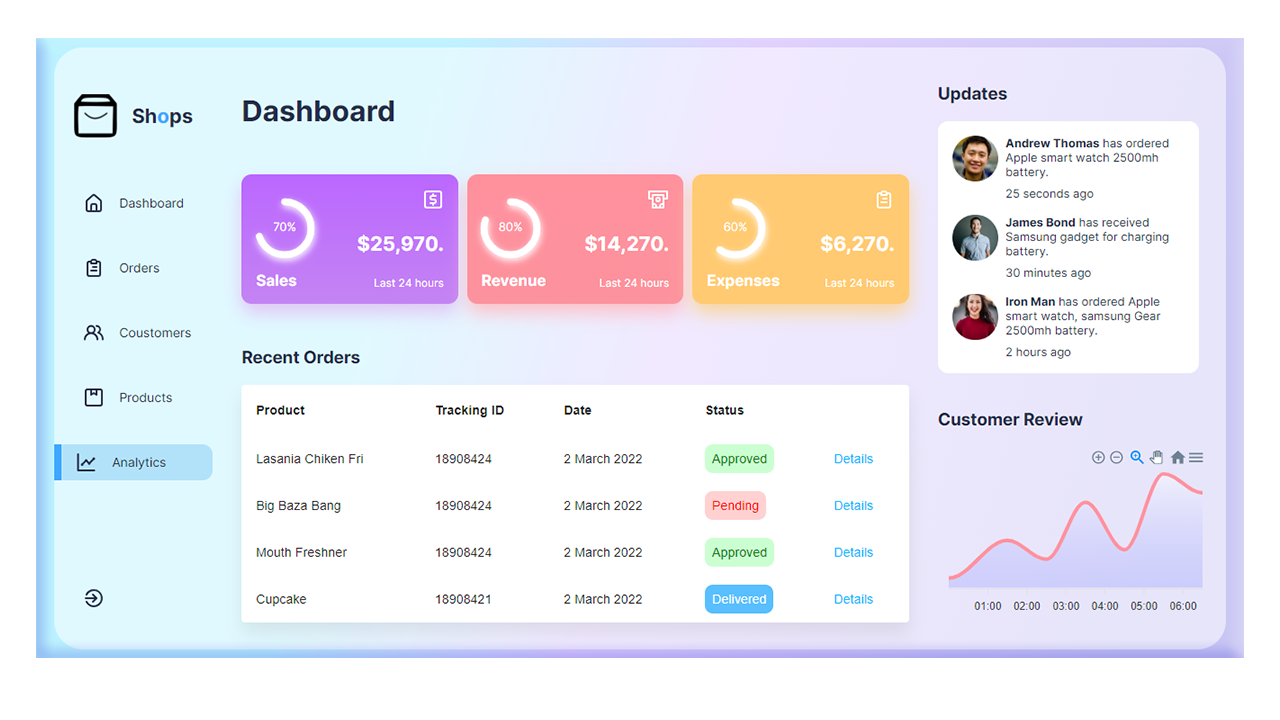 Shops
Dashboard
Orders
Coustomers
Products
Analytics
Dashboard
70%
$25,970.
Sales
Last 24 hours
80%
$14,270.
Revenue
Last 24 hours
60%
$6,270.
Expenses
Last 24 hours
Recent Orders
Product Tracking ID Date Status
Lasania Chiken Fri 18908424 2 March 2022 Approved Details
Big Baza Bang 18908424 2 March 2022 Pending Details
Mouth Freshner 18908424 2 March 2022 Approved Details
Cupcake 18908421 2 March 2022 Delivered Details
Updates
Andrew Thomas has ordered
Apple smart watch 2500mh
battery.
25 seconds ago
James Bond has received
Samsung gadget for charging
battery.
30 minutes ago
Iron Man has ordered Apple
smart watch, samsung Gear
2500mh battery.
2 hours ago
Customer Review
01:00 02:00 03:00 04:00 05:00 06:00